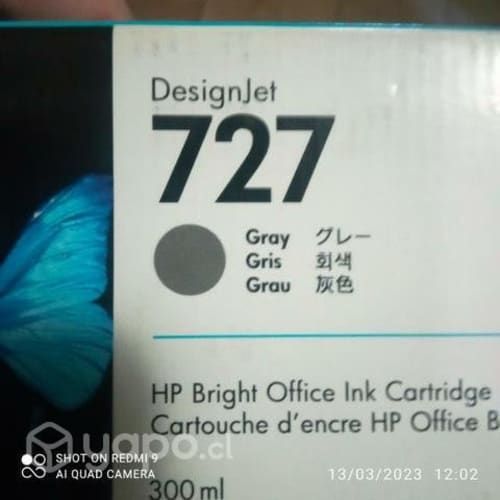 DesignJet
727
Gray グレー
Gris 회색
Grau 灰色
HP Bright Office Ink Cartridge
Cartouche d'encre HP Office B
300 ml
yapo.cl
SHOT ON REDMI 9
AI QUAD CAMERA
13/03/2023 12:02